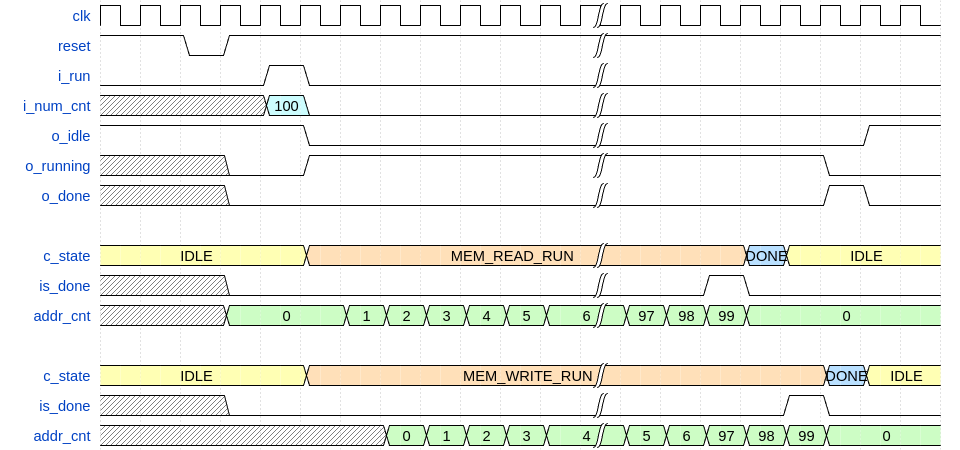 clk
reset
i_run
i_num_cnt 100
o_idle
o_running
o_done
c_state IDLE MEM_READ_RUN DONE IDLE
is_done
addr_cnt 0 1 2 3 4 5 6 97 98 99 0
c_state IDLE MEM_WRITE_RUN DONE IDLE
is_done
addr_cnt 0 1 2 3 4 5 6 97 98 99 0